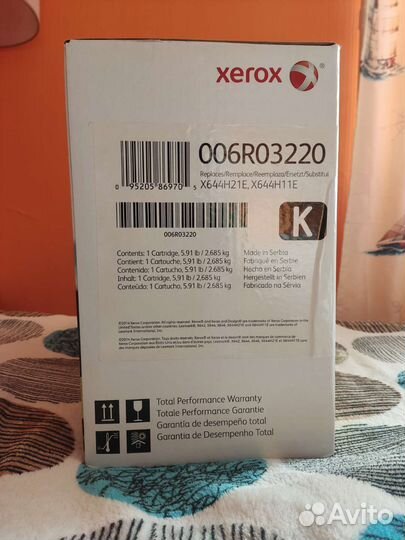 xerox
006R03220
Replaces/Remplace/Reemplaza/Ersetzt/Substitui
X644H21E, X644H11E
0 95205 86970 5
006R03220
K
Contents: 1 Cartridge, 5.91 lb / 2.685 kg
Contient: 1 Cartouche, 5,91 lb / 2,685 kg
Contenido: 1 Cartucho, 5,91 lb / 2,685 kg
Inhalt: 1 Cartridge, 5,91 lb / 2,685 kg
Conteúdo: 1 Cartucho, 5,91 lb / 2,685 kg
Made in Serbia
Fabriqué en Serbie
Hecho en Serbia
Hergestellt in Serbien
Fabricado na Sérvia
Total Performance Warranty
Totale Performance Garantie
Garantía de desempeño total
Garantia de Desempenho Total
Avito